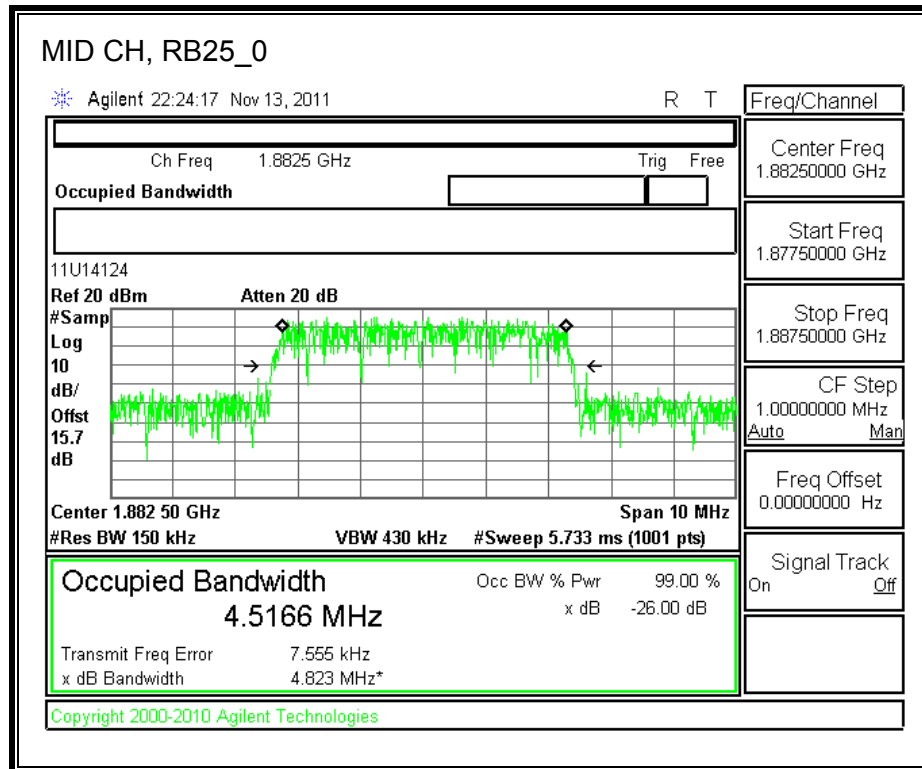 MID CH, RB25_0
Agilent 22:24:17 Nov 13, 2011 R T
Freq/Channel
Ch Freq 1.8825 GHz Trig Free
Occupied Bandwidth
Center Freq
1.88250000 GHz
Start Freq
1.87750000 GHz
Stop Freq
1.88750000 GHz
CF Step
1.00000000 MHz
Auto Man
Freq Offset
0.00000000 Hz
Signal Track
On Off
11U14124
Ref 20 dBm Atten 20 dB
#Samp
Log
10
dB/
Offst
15.7
dB
Center 1.882 50 GHz Span 10 MHz
#Res BW 150 kHz VBW 430 kHz #Sweep 5.733 ms (1001 pts)
Occupied Bandwidth Occ BW % Pwr 99.00 %
4.5166 MHz x dB -26.00 dB
Transmit Freq Error 7.555 kHz
x dB Bandwidth 4.823 MHz*
Copyright 2000-2010 Agilent Technologies